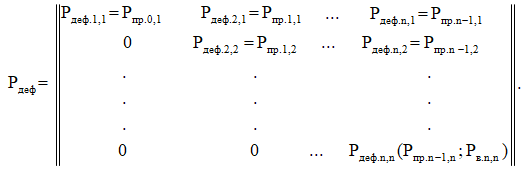 Pдеф.1,1=Pпр.0,1 Pдеф.2,1=Pпр.1,1 ... Pдеф.n,1=Pпр.n−1,1
0 Pдеф.2,2=Pпр.1,2 ... Pдеф.n,2=Pпр.n−1,2
. . .
Pдеф= . . . .
. . .
0 0 ... Pдеф.n,n(Pпр.n−1,n;Pв.n,n)